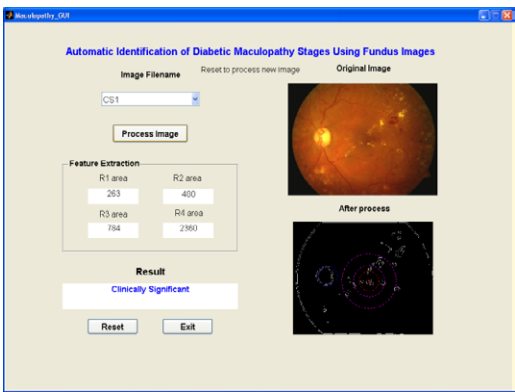 Maculopathy_GUI
Automatic Identification of Diabetic Maculopathy Stages Using Fundus Images
Image Filename
Reset to process new image
Original Image
CS1
Process Image
Feature Extraction
R1 area
R2 area
263
400
R3 area
R4 area
784
2360
After process
Result
Clinically Significant
Reset
Exit